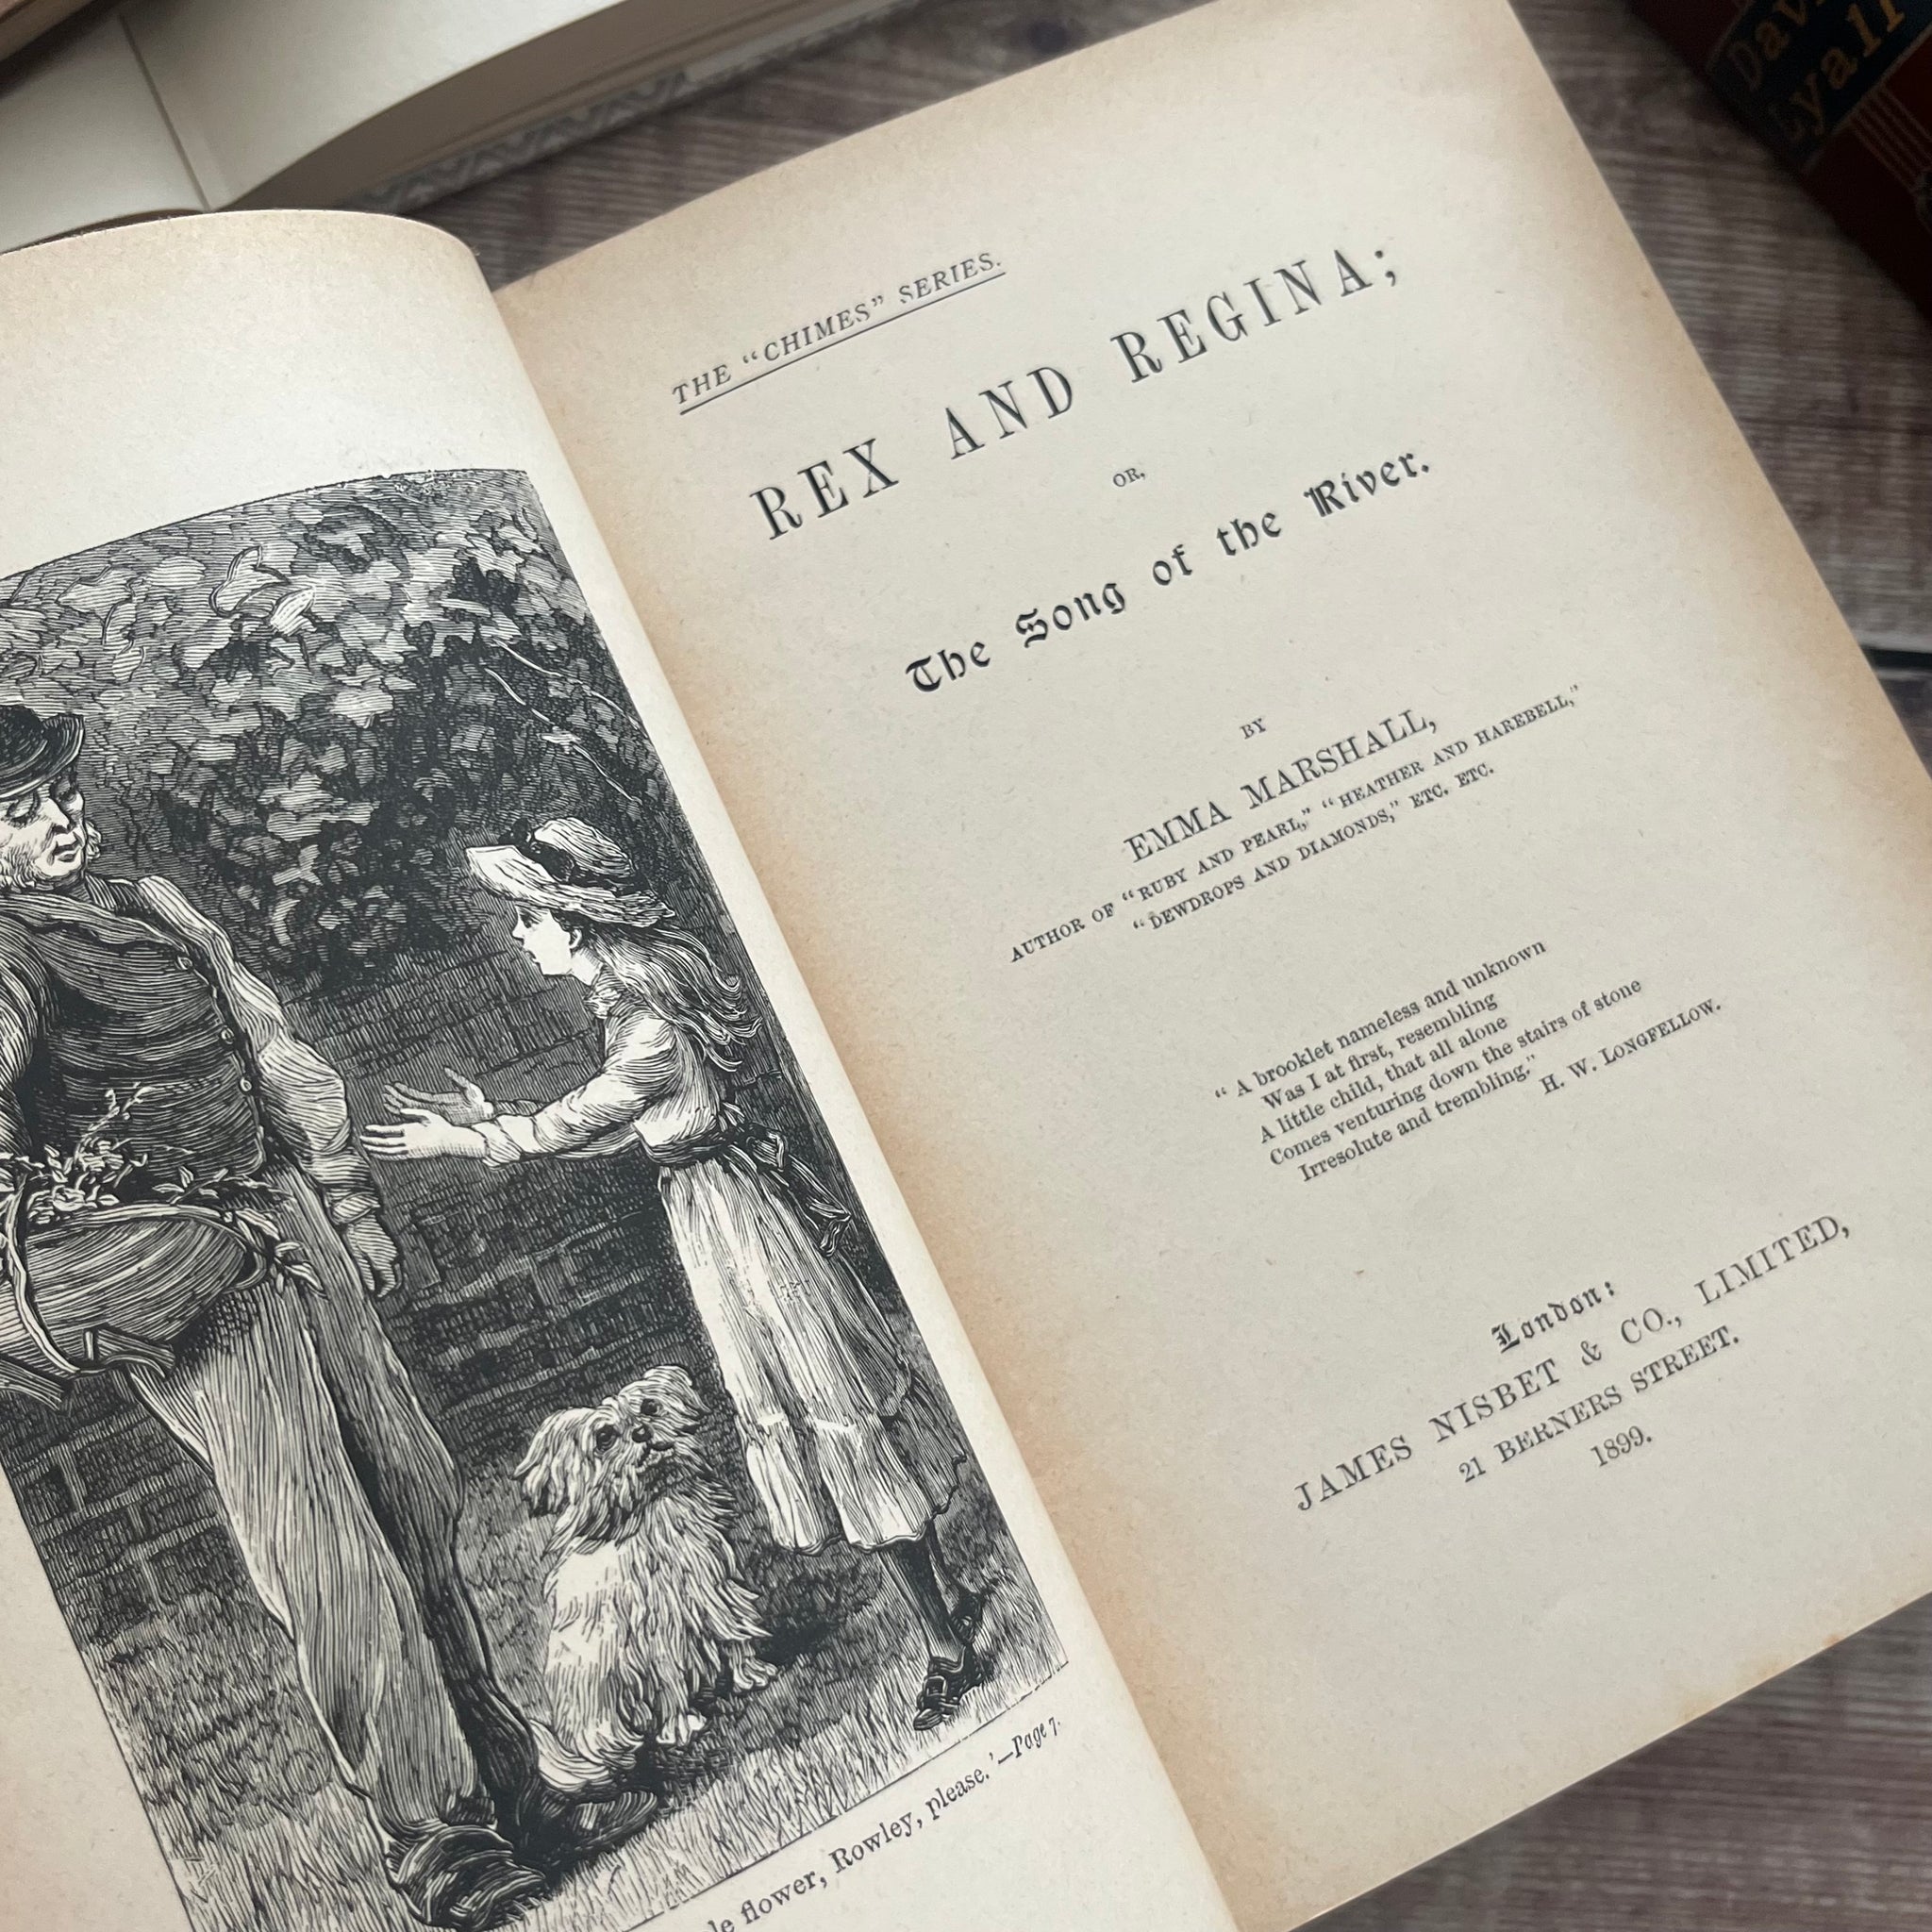 THE "CHIMES" SERIES.
REX AND REGINA;
OR,
The Song of the River.
BY
EMMA MARSHALL,
AUTHOR OF "RUBY AND PEARL," "HEATHER AND HAREBELL,"
"DEWDROPS AND DIAMONDS," ETC. ETC.
"A brooklet nameless and unknown
Was I at first, resembling
A little child, that all alone
Comes venturing down the stairs of stone
Irresolute and trembling."
H. W. LONGFELLOW.
London:
JAMES NISBET & CO., LIMITED,
21 BERNERS STREET.
1899.
flower, Rowley, please.'—Page 7.